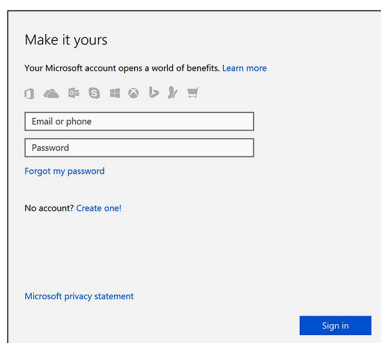 Make it yours
Your Microsoft account opens a world of benefits. Learn more
Email or phone
Password
Forgot my password
No account? Create one!
Microsoft privacy statement
Sign in